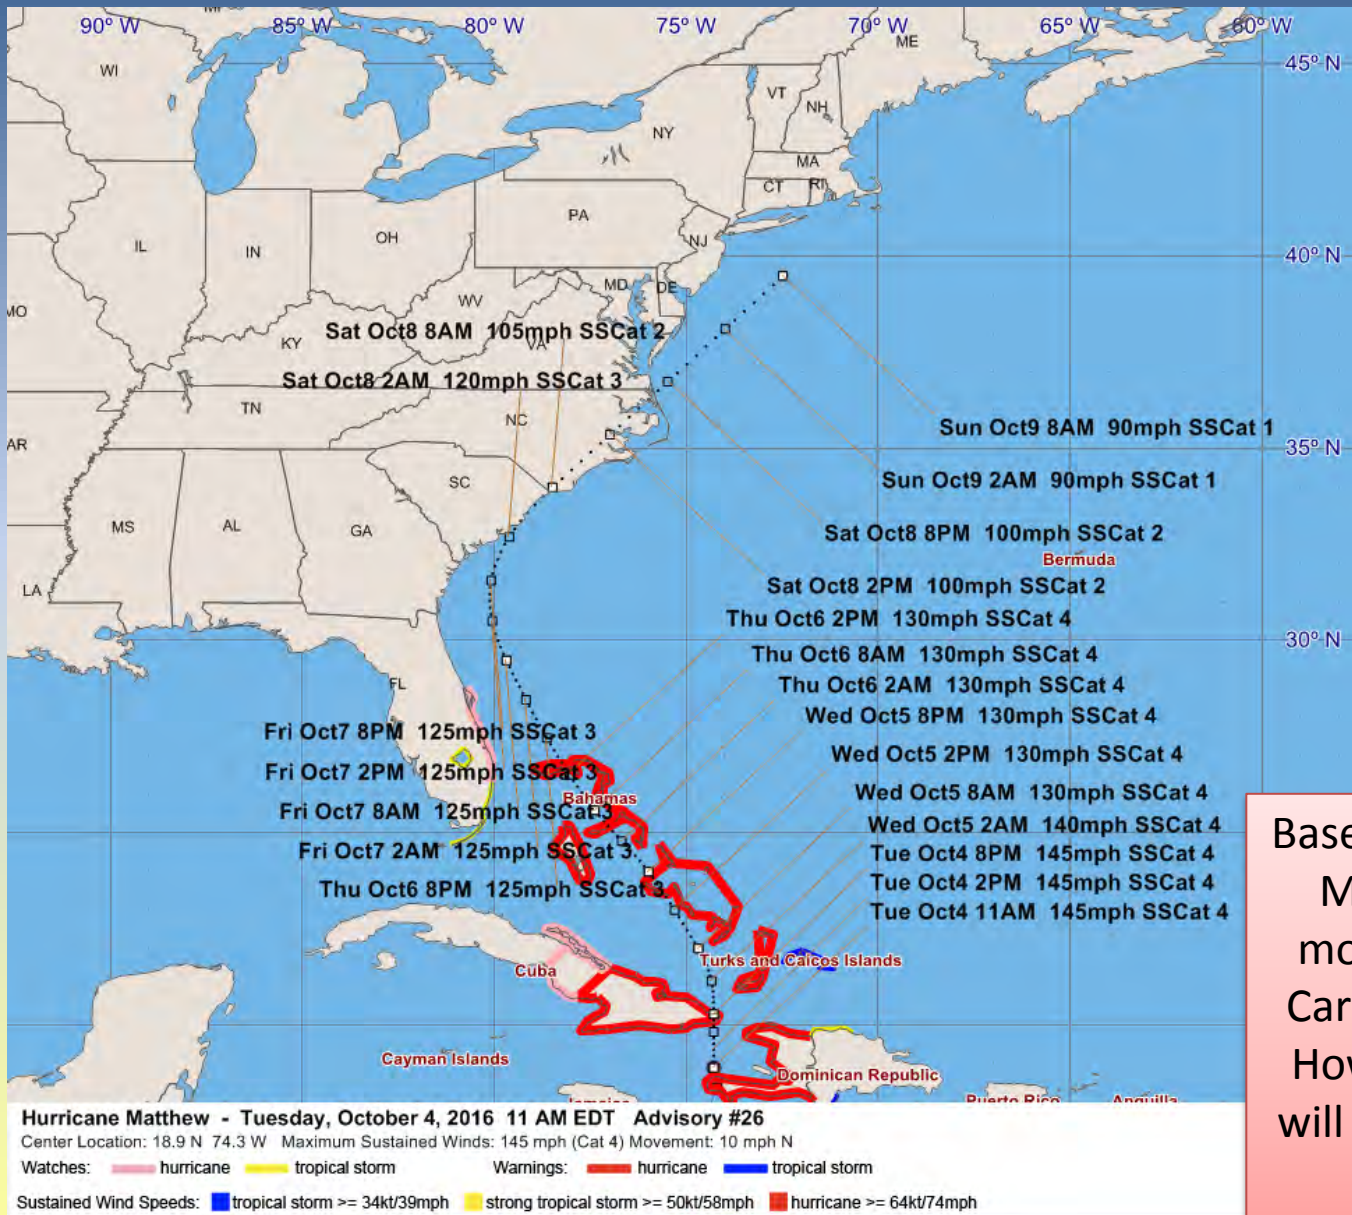 90° W 85° W 80° W 75° W 70° W 65° W 60° W
ME
45° N
WI
VT
NH
NY
MA
CT RI
PA
NJ
OH
IL
IN
40° N
MD DE
WV
MO
Sat Oct8 8AM 105mph SSCat 2
KY
VA
Sat Oct8 2AM 120mph SSCat 3
TN
NC
Sun Oct9 8AM 90mph SSCat 1
AR
35° N
SC
Sun Oct9 2AM 90mph SSCat 1
MS
AL
GA
Sat Oct8 8PM 100mph SSCat 2
Bermuda
LA
Sat Oct8 2PM 100mph SSCat 2
Thu Oct6 2PM 130mph SSCat 4
30° N
Thu Oct6 8AM 130mph SSCat 4
FL
Thu Oct6 2AM 130mph SSCat 4
Wed Oct5 8PM 130mph SSCat 4
Fri Oct7 8PM 125mph SSCat 3
Wed Oct5 2PM 130mph SSCat 4
Fri Oct7 2PM 125mph SSCat 3
Wed Oct5 8AM 130mph SSCat 4
Bahamas
Fri Oct7 8AM 125mph SSCat 3
Wed Oct5 2AM 140mph SSCat 4
Fri Oct7 2AM 125mph SSCat 3
Tue Oct4 8PM 145mph SSCat 4
Thu Oct6 8PM 125mph SSCat 3
Tue Oct4 2PM 145mph SSCat 4
Tue Oct4 11AM 145mph SSCat 4
Turks and Caicos Islands
Cuba
Cayman Islands
Dominican Republic
Jamaica
Puerto Rico
Anguilla
Base
M
mo
Car
How
will
Hurricane Matthew - Tuesday, October 4, 2016 11 AM EDT Advisory #26
Center Location: 18.9 N 74.3 W Maximum Sustained Winds: 145 mph (Cat 4) Movement: 10 mph N
Watches: hurricane tropical storm Warnings: hurricane tropical storm
Sustained Wind Speeds: tropical storm >= 34kt/39mph strong tropical storm >= 50kt/58mph hurricane >= 64kt/74mph